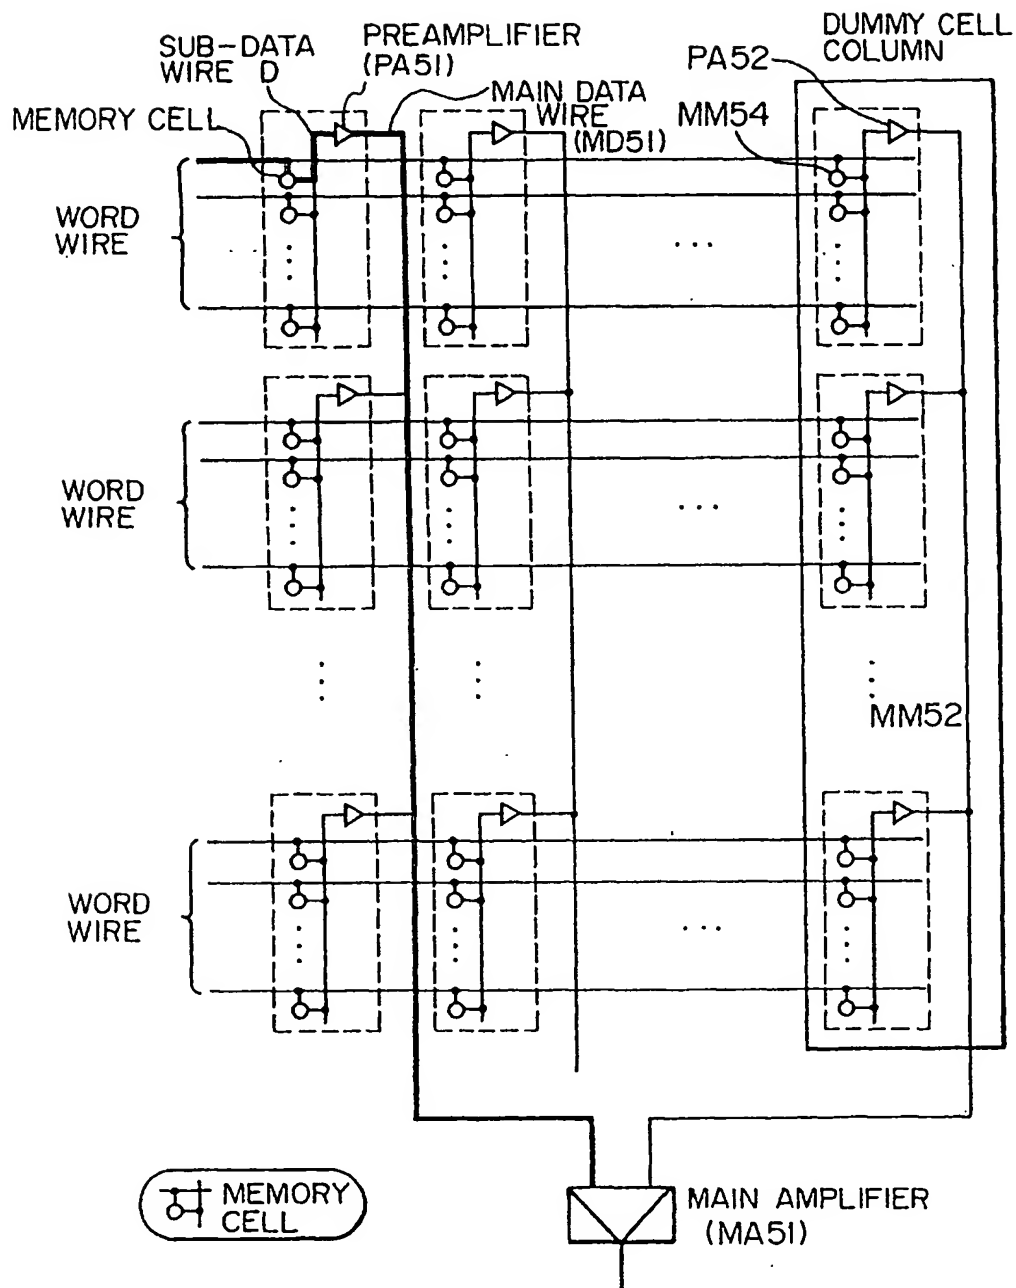 DUMMY CELL
COLUMN
SUB-DATA
WIRE D
PREAMPLIFIER
(PA51)
PA52
MAIN DATA
WIRE
(MD51)
MM54
MEMORY CELL
WORD
WIRE
WORD
WIRE
MM52
WORD
WIRE
MEMORY
CELL
MAIN AMPLIFIER
(MA51)